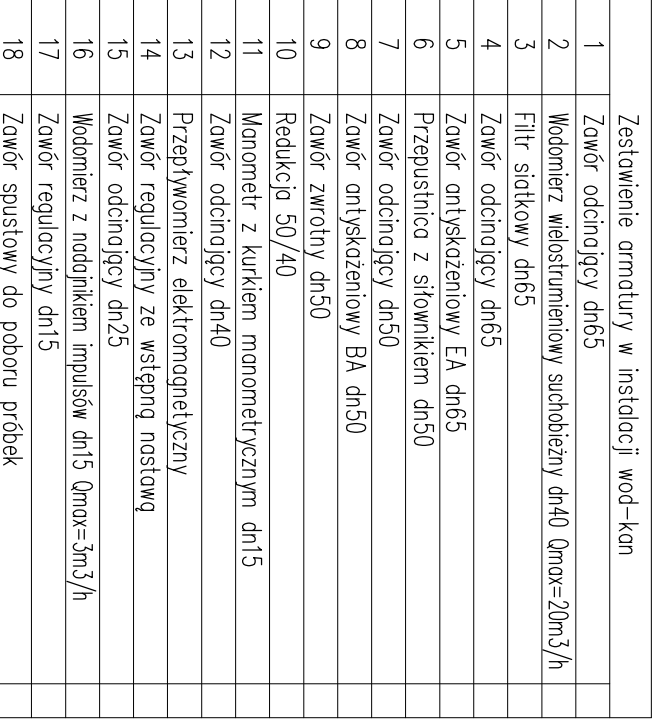 Zestawienie armatury w instalacji wod-kan
1 Zawór odcinający dn65
2 Wodomierz wielostrumieniowy suchobieżny dn40 Qmax=20m3/h
3 Filtr siatkowy dn65
4 Zawór odcinający dn65
5 Zawór antyskażeniowy EA dn65
6 Przepustnica z siłownikiem dn50
7 Zawór odcinający dn50
8 Zawór antyskażeniowy BA dn50
9 Zawór zwrotny dn50
10 Redukcja 50/40
11 Manometr z kurkiem manometrycznym dn15
12 Zawór odcinający dn40
13 Przepływomierz elektromagnetyczny
14 Zawór regulacyjny ze wstępną nastawą
15 Zawór odcinający dn25
16 Wodomierz z nadajnikiem impulsów dn15 Qmax=3m3/h
17 Zawór regulacyjny dn15
18 Zawór spustowy do poboru próbek